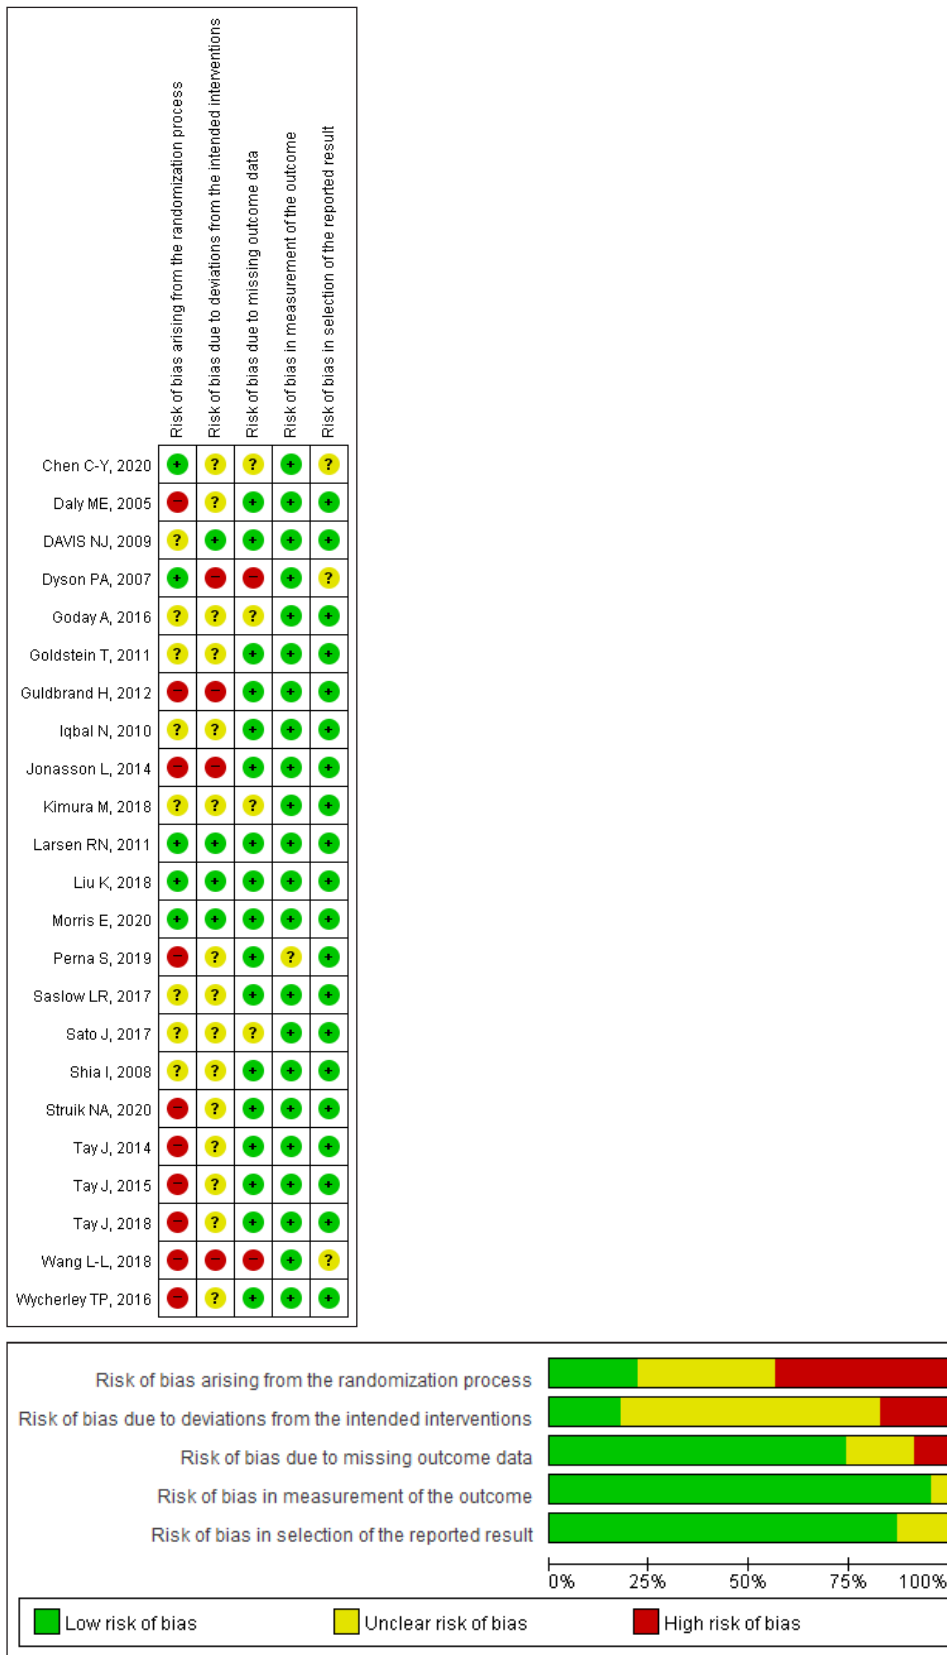 Risk of bias arising from the randomization process
Risk of bias due to deviations from the intended interventions
Risk of bias due to missing outcome data
Risk of bias in measurement of the outcome
Risk of bias in selection of the reported result
Chen C-Y, 2020 + ? ? + ?
Daly ME, 2005 − ? + + +
DAVIS NJ, 2009 ? + + + +
Dyson PA, 2007 + − − + ?
Goday A, 2016 ? ? ? + +
Goldstein T, 2011 ? ? + + +
Guldbrand H, 2012 − − + + +
Iqbal N, 2010 ? ? + + +
Jonasson L, 2014 − − + + +
Kimura M, 2018 ? ? ? + +
Larsen RN, 2011 + + + + +
Liu K, 2018 + + + + +
Morris E, 2020 + + + + +
Perna S, 2019 − ? + ? +
Saslow LR, 2017 ? ? + + +
Sato J, 2017 ? ? ? + +
Shia I, 2008 ? ? + + +
Struik NA, 2020 − ? + + +
Tay J, 2014 − ? + + +
Tay J, 2015 − ? + + +
Tay J, 2018 − ? + + +
Wang L-L, 2018 − − − + ?
Wycherley TP, 2016 − ? + + +
Risk of bias arising from the randomization process
Risk of bias due to deviations from the intended interventions
Risk of bias due to missing outcome data
Risk of bias in measurement of the outcome
Risk of bias in selection of the reported result
0% 25% 50% 75% 100%
Low risk of bias Unclear risk of bias High risk of bias